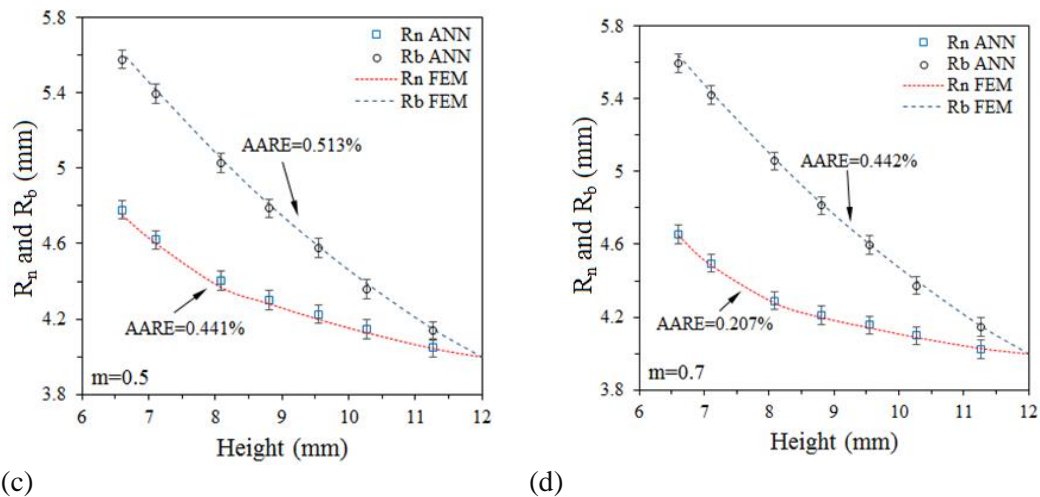 5.8
5.4
5
4.6
4.2
3.8
Rn and Rb (mm)
Rn ANN
Rb ANN
Rn FEM
Rb FEM
AARE=0.513%
AARE=0.441%
m=0.5
6 7 8 9 10 11 12
Height (mm)
(c)
5.8
5.4
5
4.6
4.2
3.8
Rn and Rb (mm)
Rn ANN
Rb ANN
Rn FEM
Rb FEM
AARE=0.442%
AARE=0.207%
m=0.7
6 7 8 9 10 11 12
Height (mm)
(d)